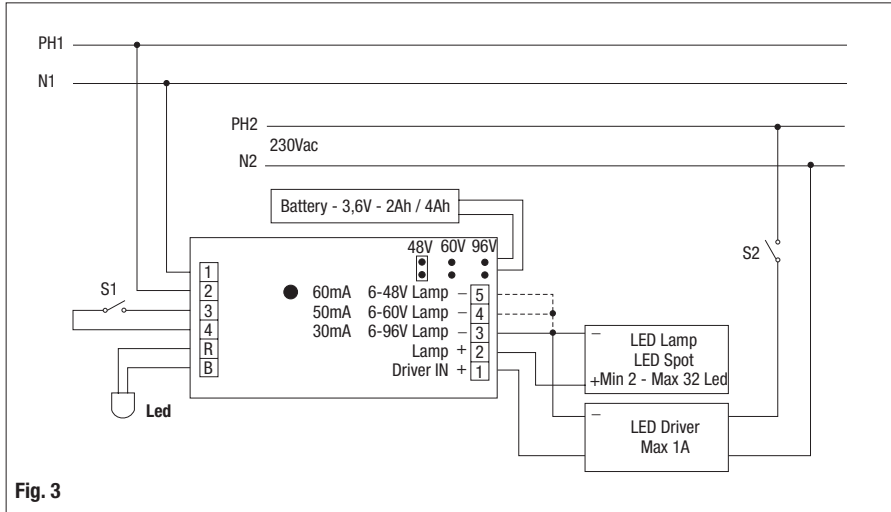 PH1
N1
PH2
230Vac
N2
Battery - 3,6V - 2Ah / 4Ah
48V 60V 96V
S2
S1
1
2
3
4
R
B
60mA 6-48V Lamp – 5
50mA 6-60V Lamp – 4
30mA 6-96V Lamp – 3
Lamp + 2
Driver IN + 1
–
LED Lamp
LED Spot
+Min 2 - Max 32 Led
–
LED Driver
Max 1A
Led
Fig. 3